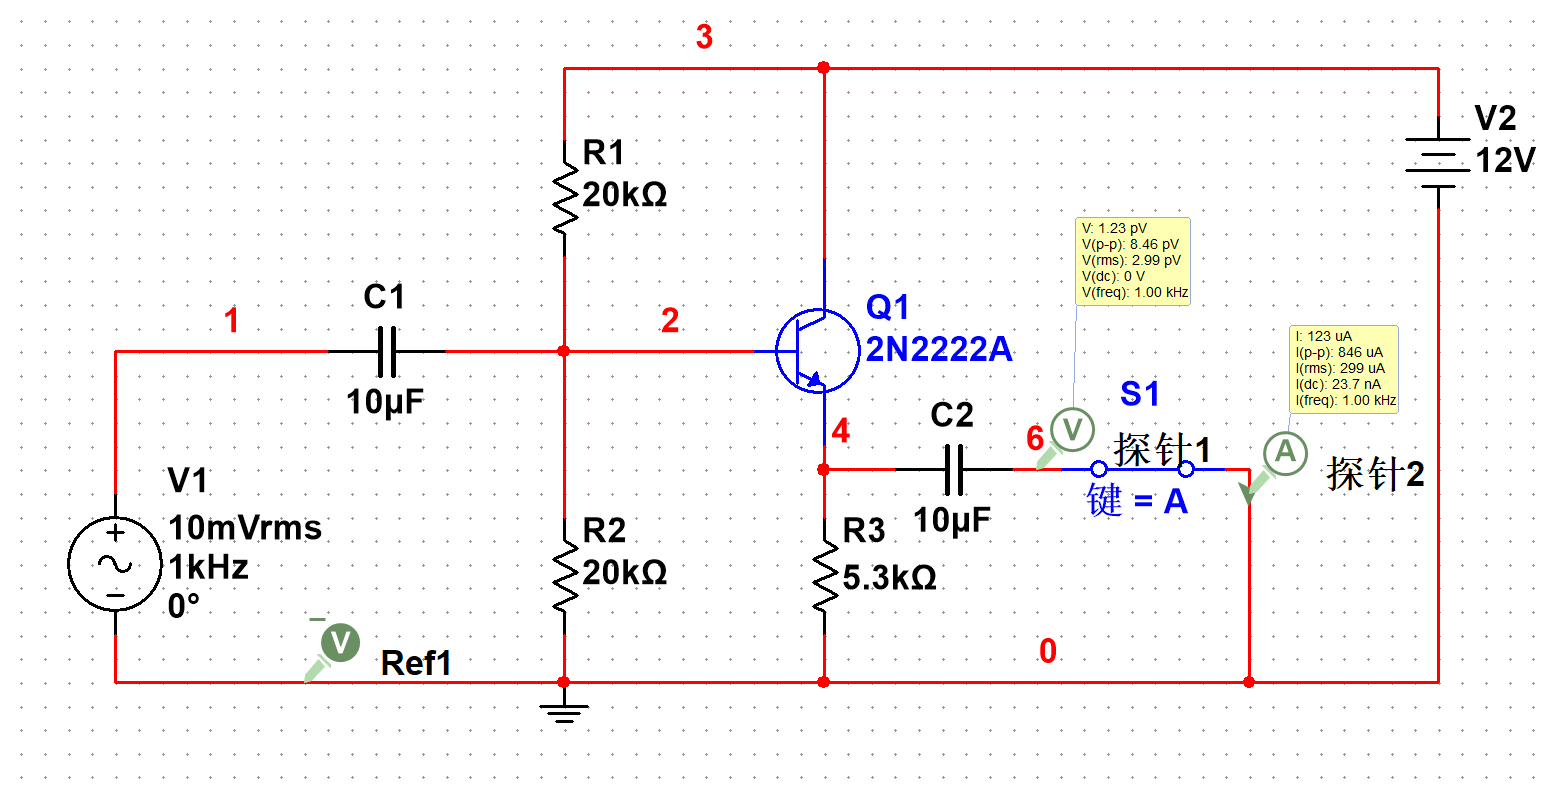 3
V2
12V
R1
20kΩ
V: 1.23 pV
V(p-p): 8.46 pV
V(rms): 2.99 pV
V(dc): 0 V
V(freq): 1.00 kHz
C1
10µF
1
2
Q1
2N2222A
I: 123 uA
I(p-p): 846 uA
I(rms): 299 uA
I(dc): 23.7 nA
I(freq): 1.00 kHz
S1
C2
10µF
4
6
V
探针1
键 = A
A
探针2
V1
10mVrms
1kHz
0°
R2
20kΩ
R3
5.3kΩ
V
Ref1
0